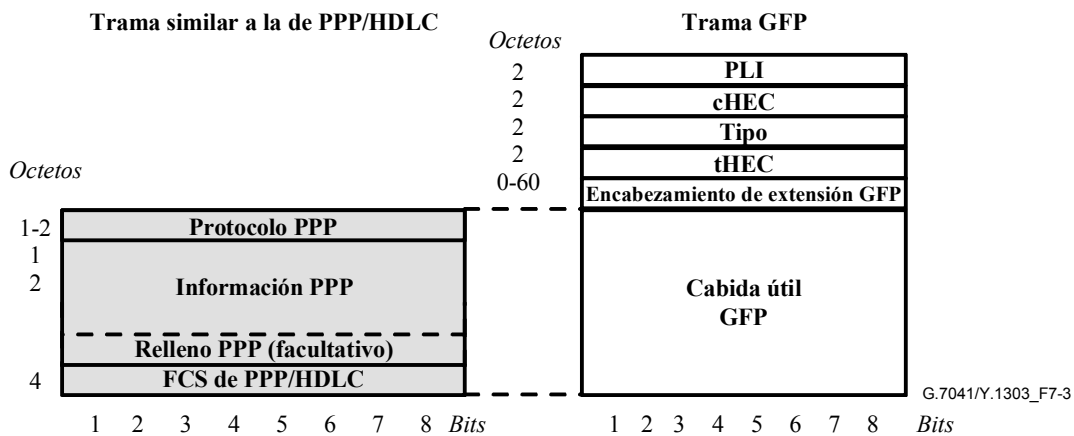 Trama similar a la de PPP/HDLC
Octetos
1-2
1
2
4
Protocolo PPP
Información PPP
Relleno PPP (facultativo)
FCS de PPP/HDLC
1 2 3 4 5 6 7 8 Bits
Trama GFP
Octetos
2
2
2
2
0-60
PLI
cHEC
Tipo
tHEC
Encabezamiento de extensión GFP
Cabida útil
GFP
1 2 3 4 5 6 7 8 Bits
G.7041/Y.1303_F7-3